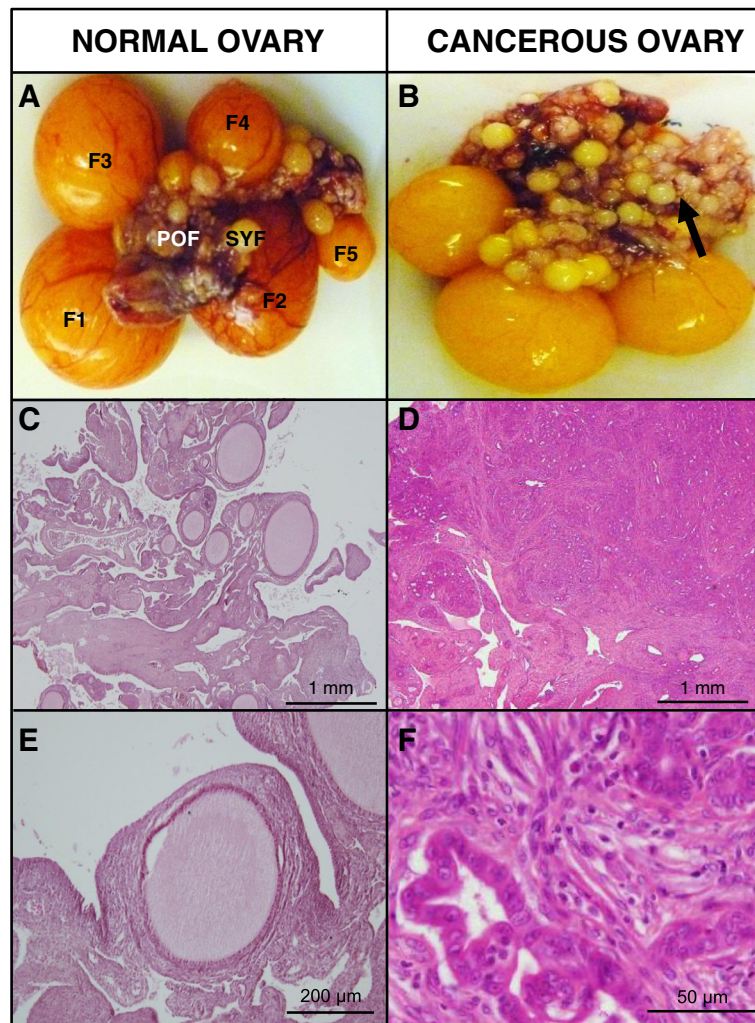 NORMAL OVARY
CANCEROUS OVARY
A
F3
F4
POF
SYF
F5
F1
F2
B
C
1 mm
D
1 mm
E
200 µm
F
50 µm